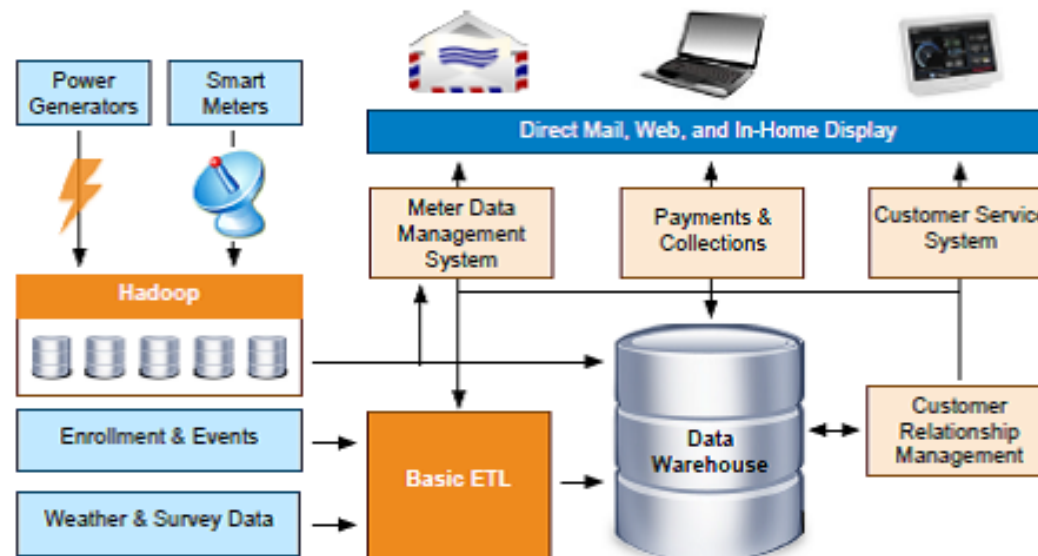 Power
Generators
Smart
Meters
Direct Mail, Web, and In-Home Display
Meter Data
Management
System
Payments &
Collections
Customer Service
System
Hadoop
Enrollment & Events
Weather & Survey Data
Basic ETL
Data
Warehouse
Customer
Relationship
Management